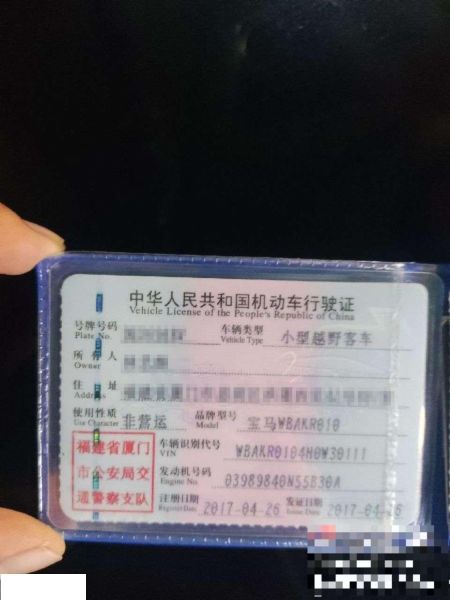 中华人民共和国机动车行驶证
Vehicle License of the People's Republic of China
号牌号码 车辆类型 小型越野客车
Plate No. Vehicle Type
所有人
Owner
住址
Address
使用性质 非营运 品牌型号 宝马WBAKR010
Use Character Model
福建省厦门
市公安局交
通警察支队
车辆识别代号 WBAKR0104H0W30111
VIN
发动机号码 03989840N55B30A
Engine No.
注册日期 2017-04-26 发证日期 2017-04-26
Register Date Issue Date